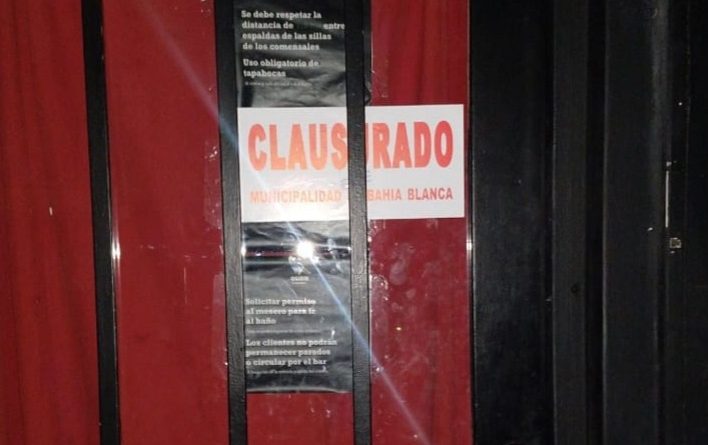 Se debe respetar la
distancia de entre
espaldas de las sillas
de los comensales
Uso obligatorio de
tapabocas
CLAUSURADO
MUNICIPALIDAD BAHIA BLANCA
Solicitar permiso
al mesero para ir
al baño
Los clientes no podrán
permanecer parados
o circular por el bar